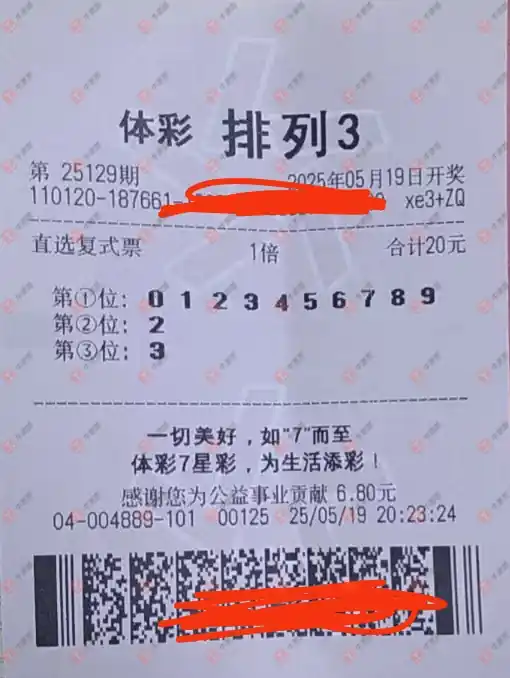 体彩 排列3
第 25129期 2025年05月19日开奖
110120-187661- xe3+ZQ
直选复式票 1倍 合计20元
第①位: 0 1 2 3 4 5 6 7 8 9
第②位: 2
第③位: 3
一切美好，如“7”而至
体彩7星彩，为生活添彩！
感谢您为公益事业贡献 6.80元
04-004889-101 00125 25/05/19 20:23:24